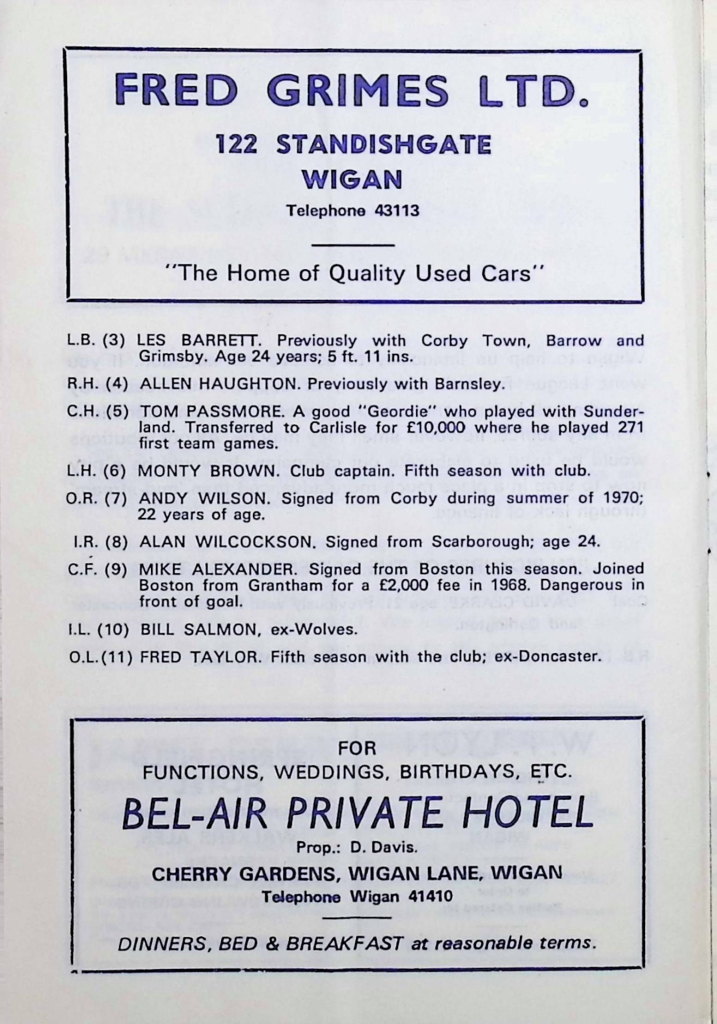 FRED GRIMES LTD.
122 STANDISHGATE
WIGAN
Telephone 43113
"The Home of Quality Used Cars"
L.B. (3) LES BARRETT. Previously with Corby Town, Barrow and
Grimsby. Age 24 years; 5 ft. 11 ins.
R.H. (4) ALLEN HAUGHTON. Previously with Barnsley.
C.H. (5) TOM PASSMORE. A good "Geordie" who played with Sunder-
land. Transferred to Carlisle for £10,000 where he played 271
first team games.
L.H. (6) MONTY BROWN. Club captain. Fifth season with club.
O.R. (7) ANDY WILSON. Signed from Corby during summer of 1970;
22 years of age.
I.R. (8) ALAN WILCOCKSON. Signed from Scarborough; age 24.
C.F. (9) MIKE ALEXANDER. Signed from Boston this season. Joined
Boston from Grantham for a £2,000 fee in 1968. Dangerous in
front of goal.
I.L. (10) BILL SALMON, ex-Wolves.
O.L. (11) FRED TAYLOR. Fifth season with the club; ex-Doncaster.
FOR
FUNCTIONS, WEDDINGS, BIRTHDAYS, ETC.
BEL-AIR PRIVATE HOTEL
Prop.: D. Davis.
CHERRY GARDENS, WIGAN LANE, WIGAN
Telephone Wigan 41410
DINNERS, BED & BREAKFAST at reasonable terms.